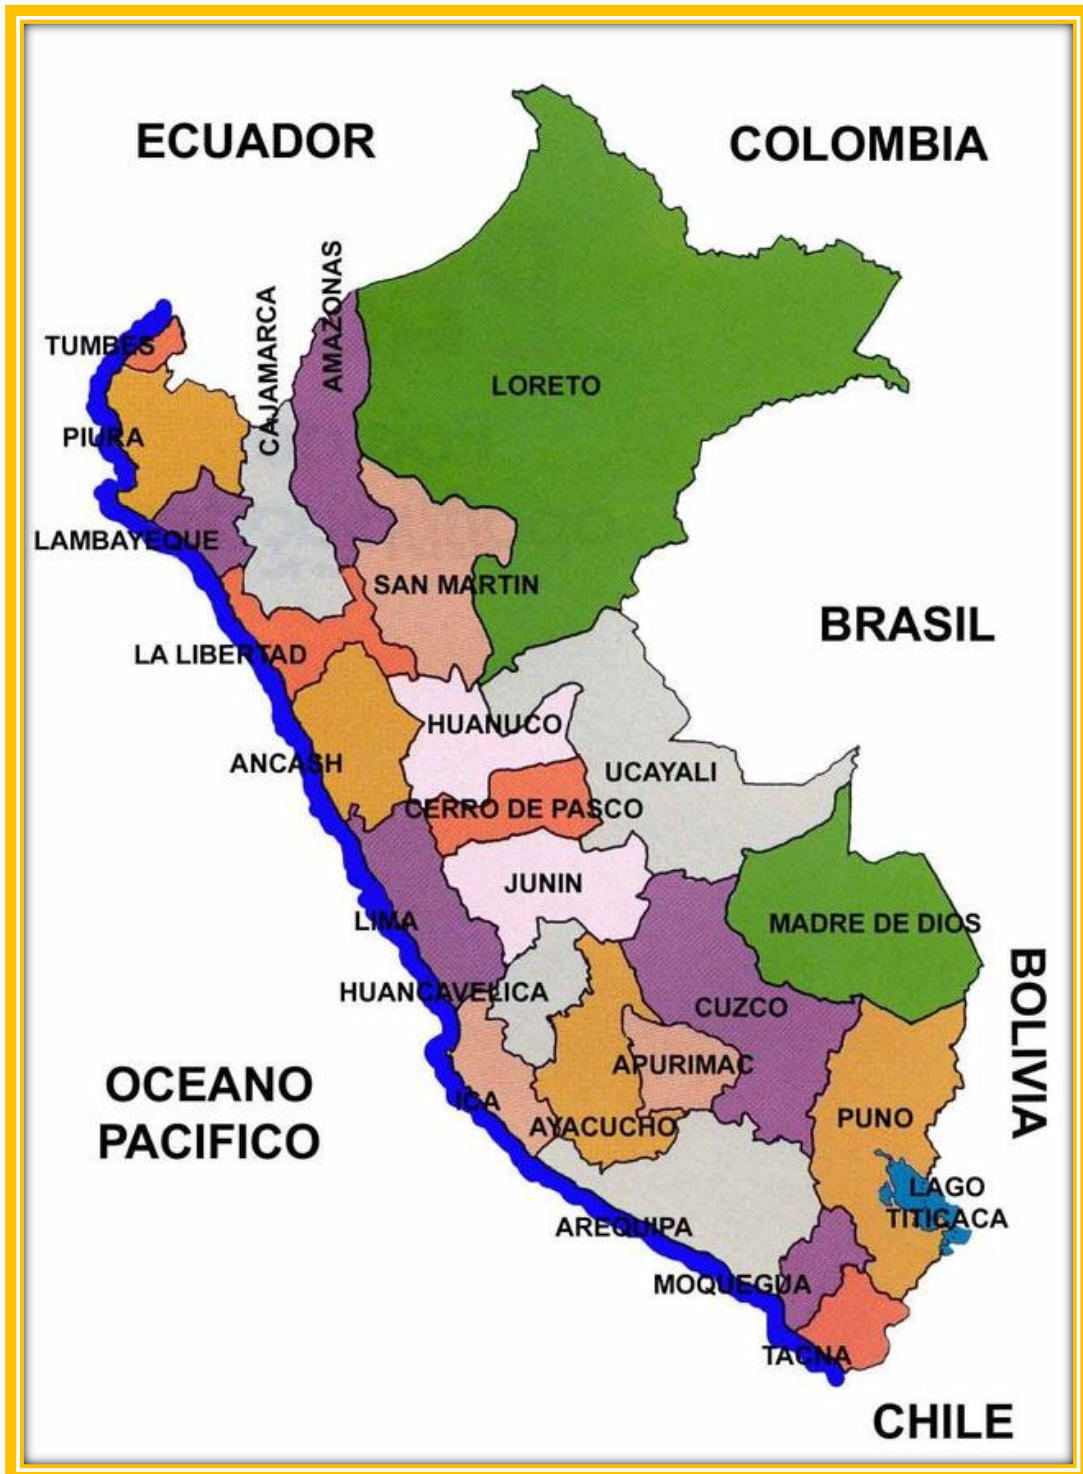 ECUADOR
COLOMBIA
AMAZONAS
CAJAMARCA
TUMBES
LORETO
PIURA
LAMBAYEQUE
SAN MARTIN
BRASIL
LA LIBERTAD
HUANUCO
ANCASH
UCAYALI
CERRO DE PASCO
JUNIN
LIMA
MADRE DE DIOS
HUANCAVELICA
CUZCO
BOLIVIA
APURIMAC
OCEANO
PACIFICO
ICA
AYACUCHO
PUNO
LAGO
TITICACA
AREQUIPA
MOQUEGUA
TACNA
CHILE